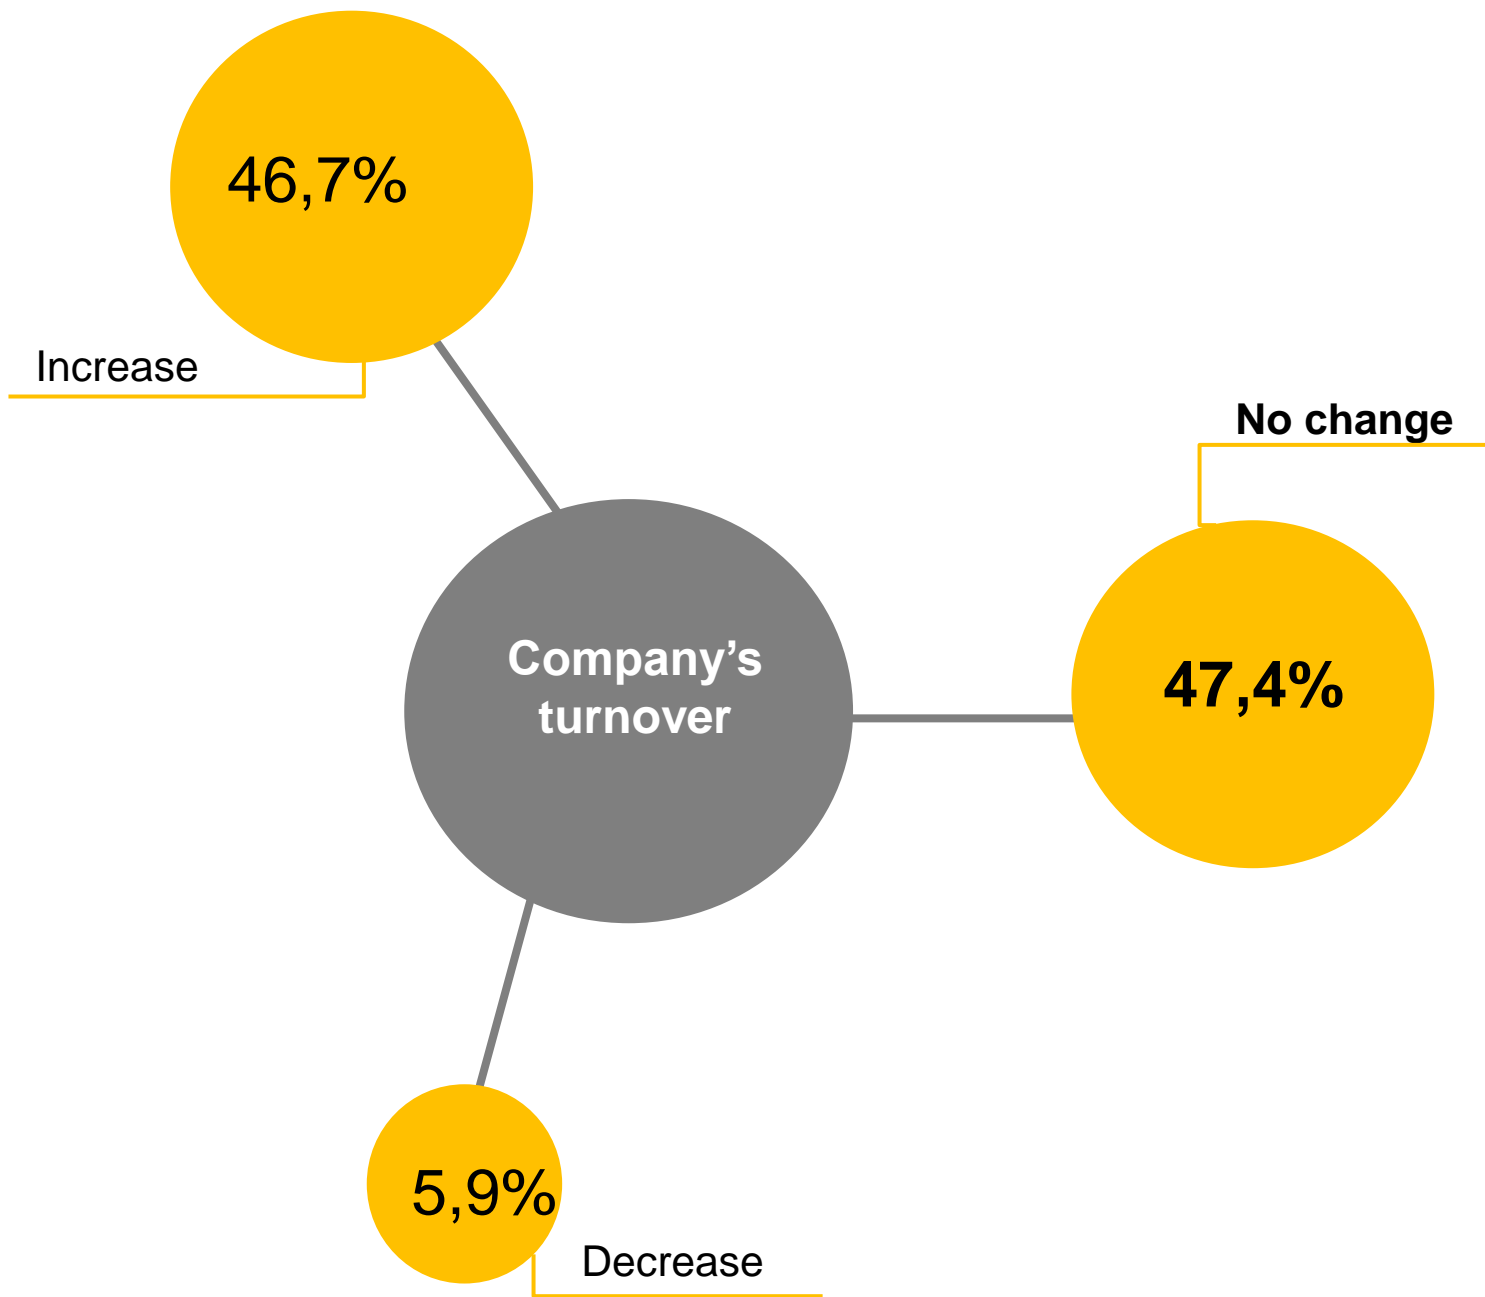 46,7%
Increase
No change
Company’s
turnover
47,4%
5,9%
Decrease